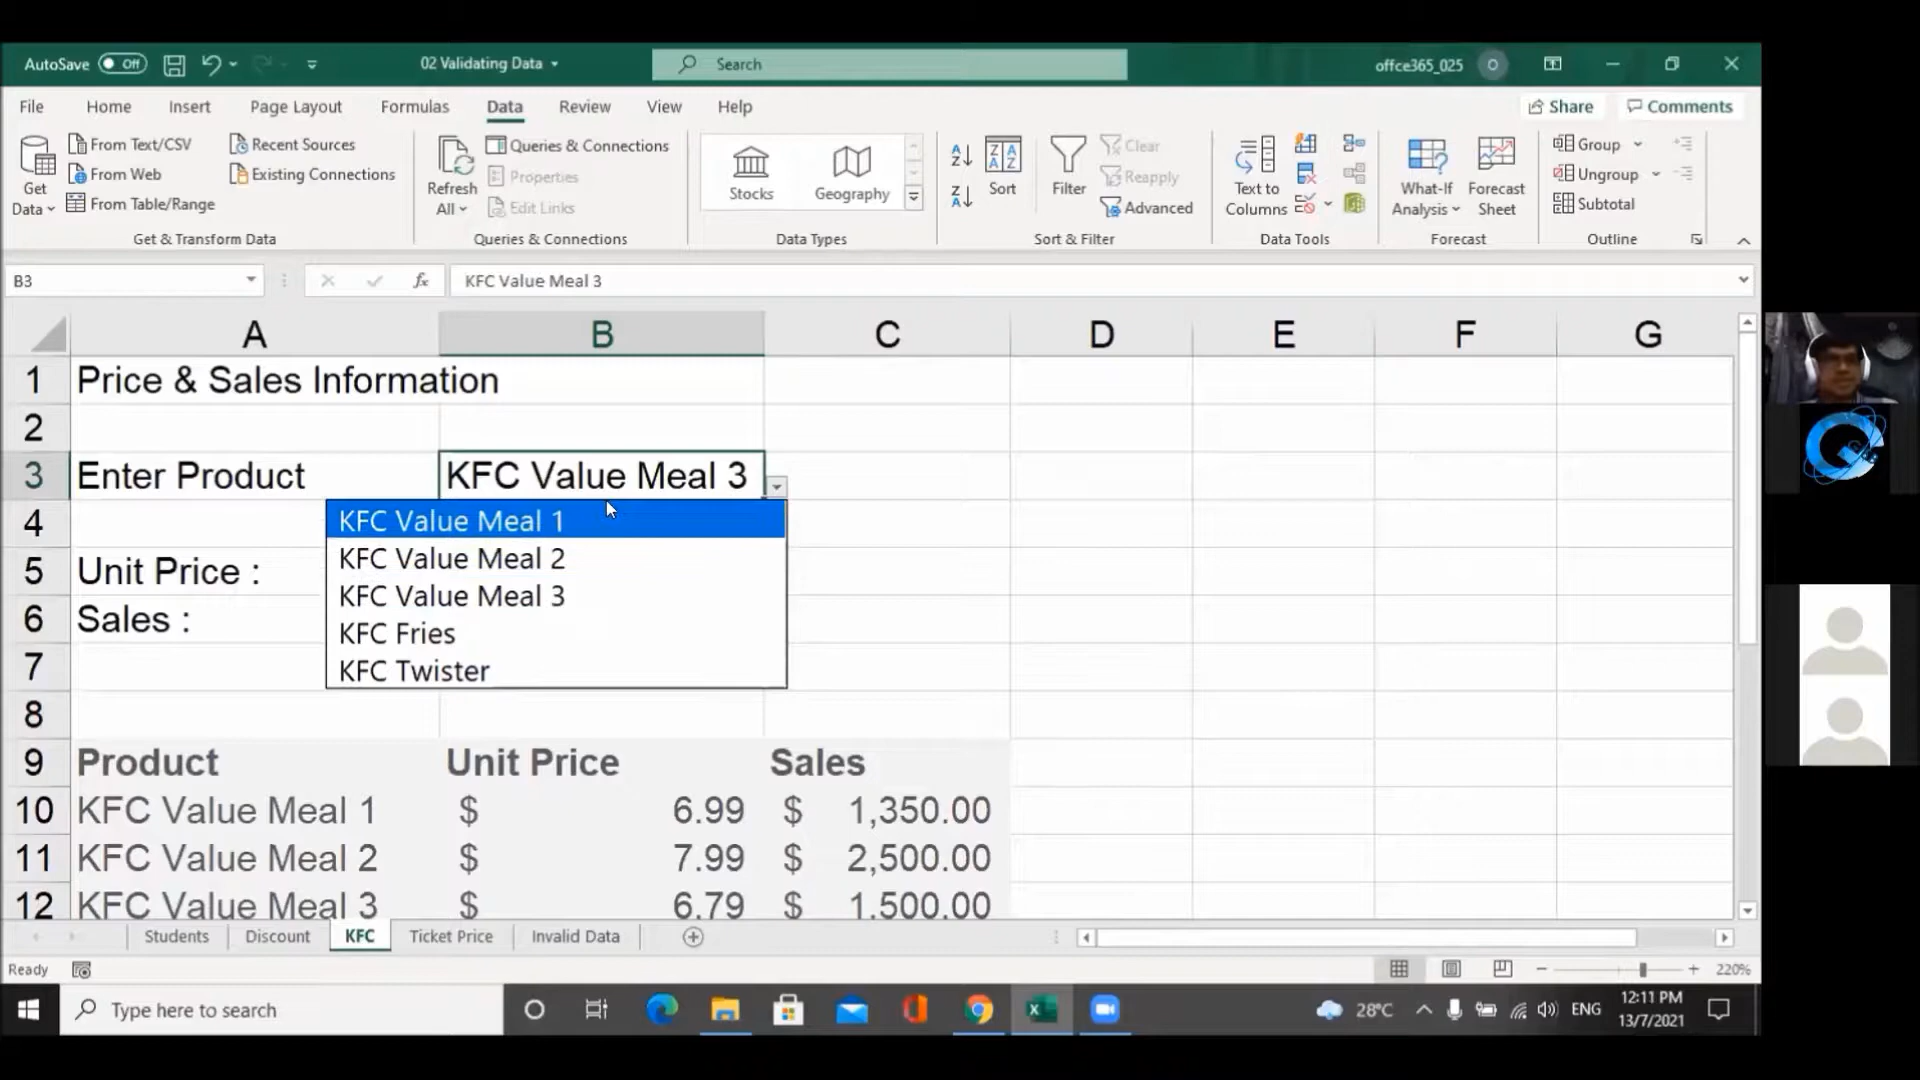 AutoSave Off 02 Validating Data Search offce365_025 O
File Home Insert Page Layout Formulas Data Review View Help Share Comments
Get Data
From Text/CSV
From Web
From Table/Range
Recent Sources
Existing Connections
Get & Transform Data
Refresh All
Queries & Connections
Properties
Edit Links
Queries & Connections
Stocks
Geography
Data Types
Sort
Filter
Clear
Reapply
Advanced
Sort & Filter
Text to Columns
Data Tools
What-If Analysis
Forecast Sheet
Forecast
Group
Ungroup
Subtotal
Outline
B3 fx KFC Value Meal 3
A B C D E F G
1 Price & Sales Information
2
3 Enter Product KFC Value Meal 3
4 KFC Value Meal 1
KFC Value Meal 2
5 Unit Price :
KFC Value Meal 3
6 Sales :
KFC Fries
7 KFC Twister
8
9 Product Unit Price Sales
10 KFC Value Meal 1 $ 6.99 $ 1,350.00
11 KFC Value Meal 2 $ 7.99 $ 2,500.00
12 KFC Value Meal 3 $ 6.79 $ 1,500.00
Students Discount KFC Ticket Price Invalid Data
Ready 220%
Type here to search 28°C ENG 12:11 PM
13/7/2021